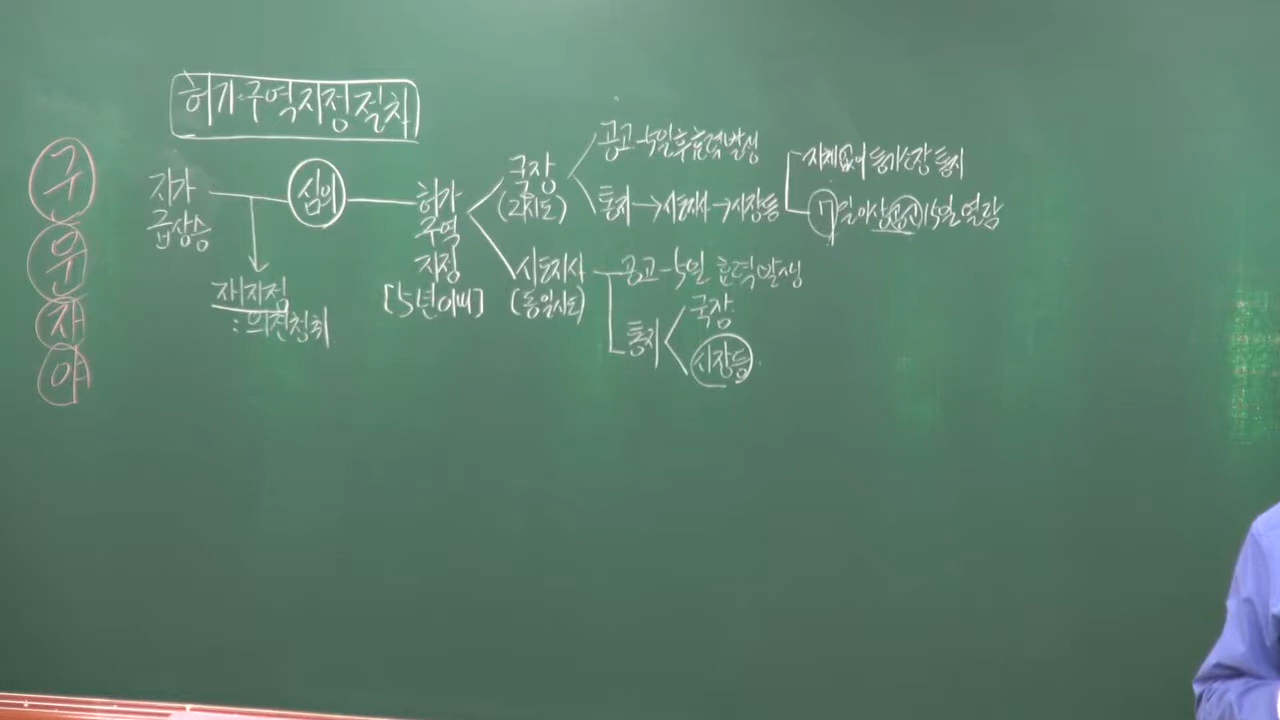 허가구역지정절차
구
운
자
야
지가
급상승
심의
재지정
: 의견청취
허가
구역
지정
[5년이내]
국장
(2시도)
공고-5일후효력발생
통지→시도지사→시장등
지체없이 등기소장 통지
7일이상공고15일 열람
시도지사
(동일시도)
공고-5일 효력발생
통지
국장
시장등